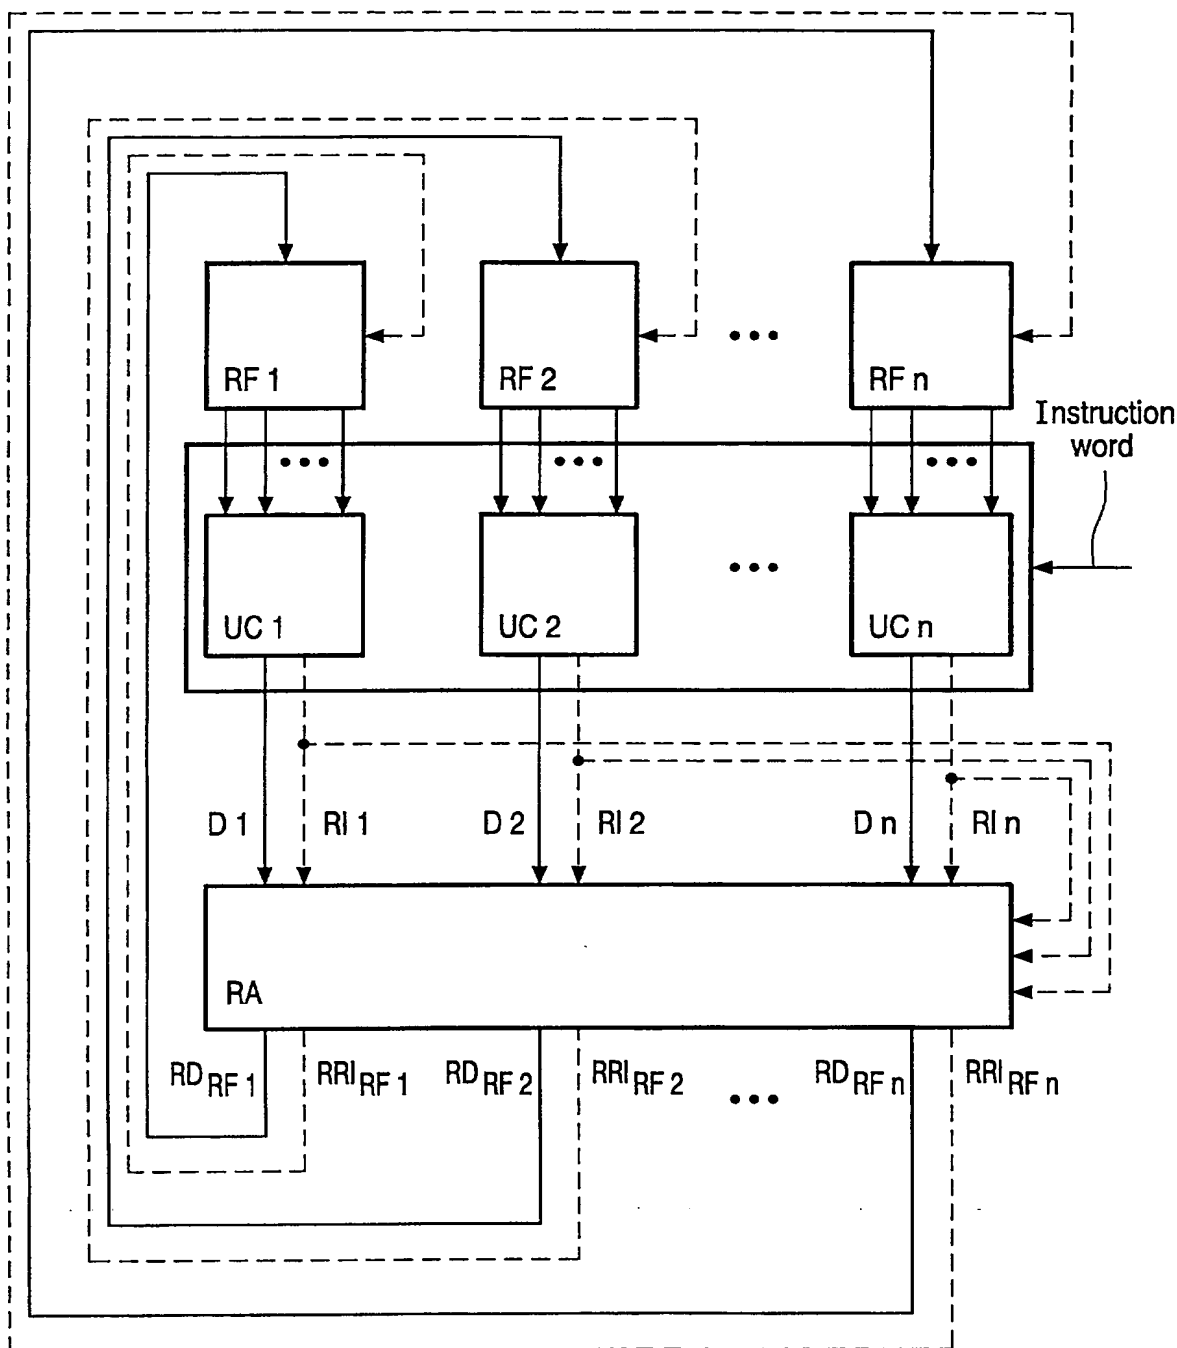 RF 1
RF 2
RF n
Instruction
word
UC 1
UC 2
UC n
D 1
RI 1
D 2
RI 2
D n
RI n
RA
RD RF 1
RRI RF 1
RD RF 2
RRI RF 2
RD RF n
RRI RF n